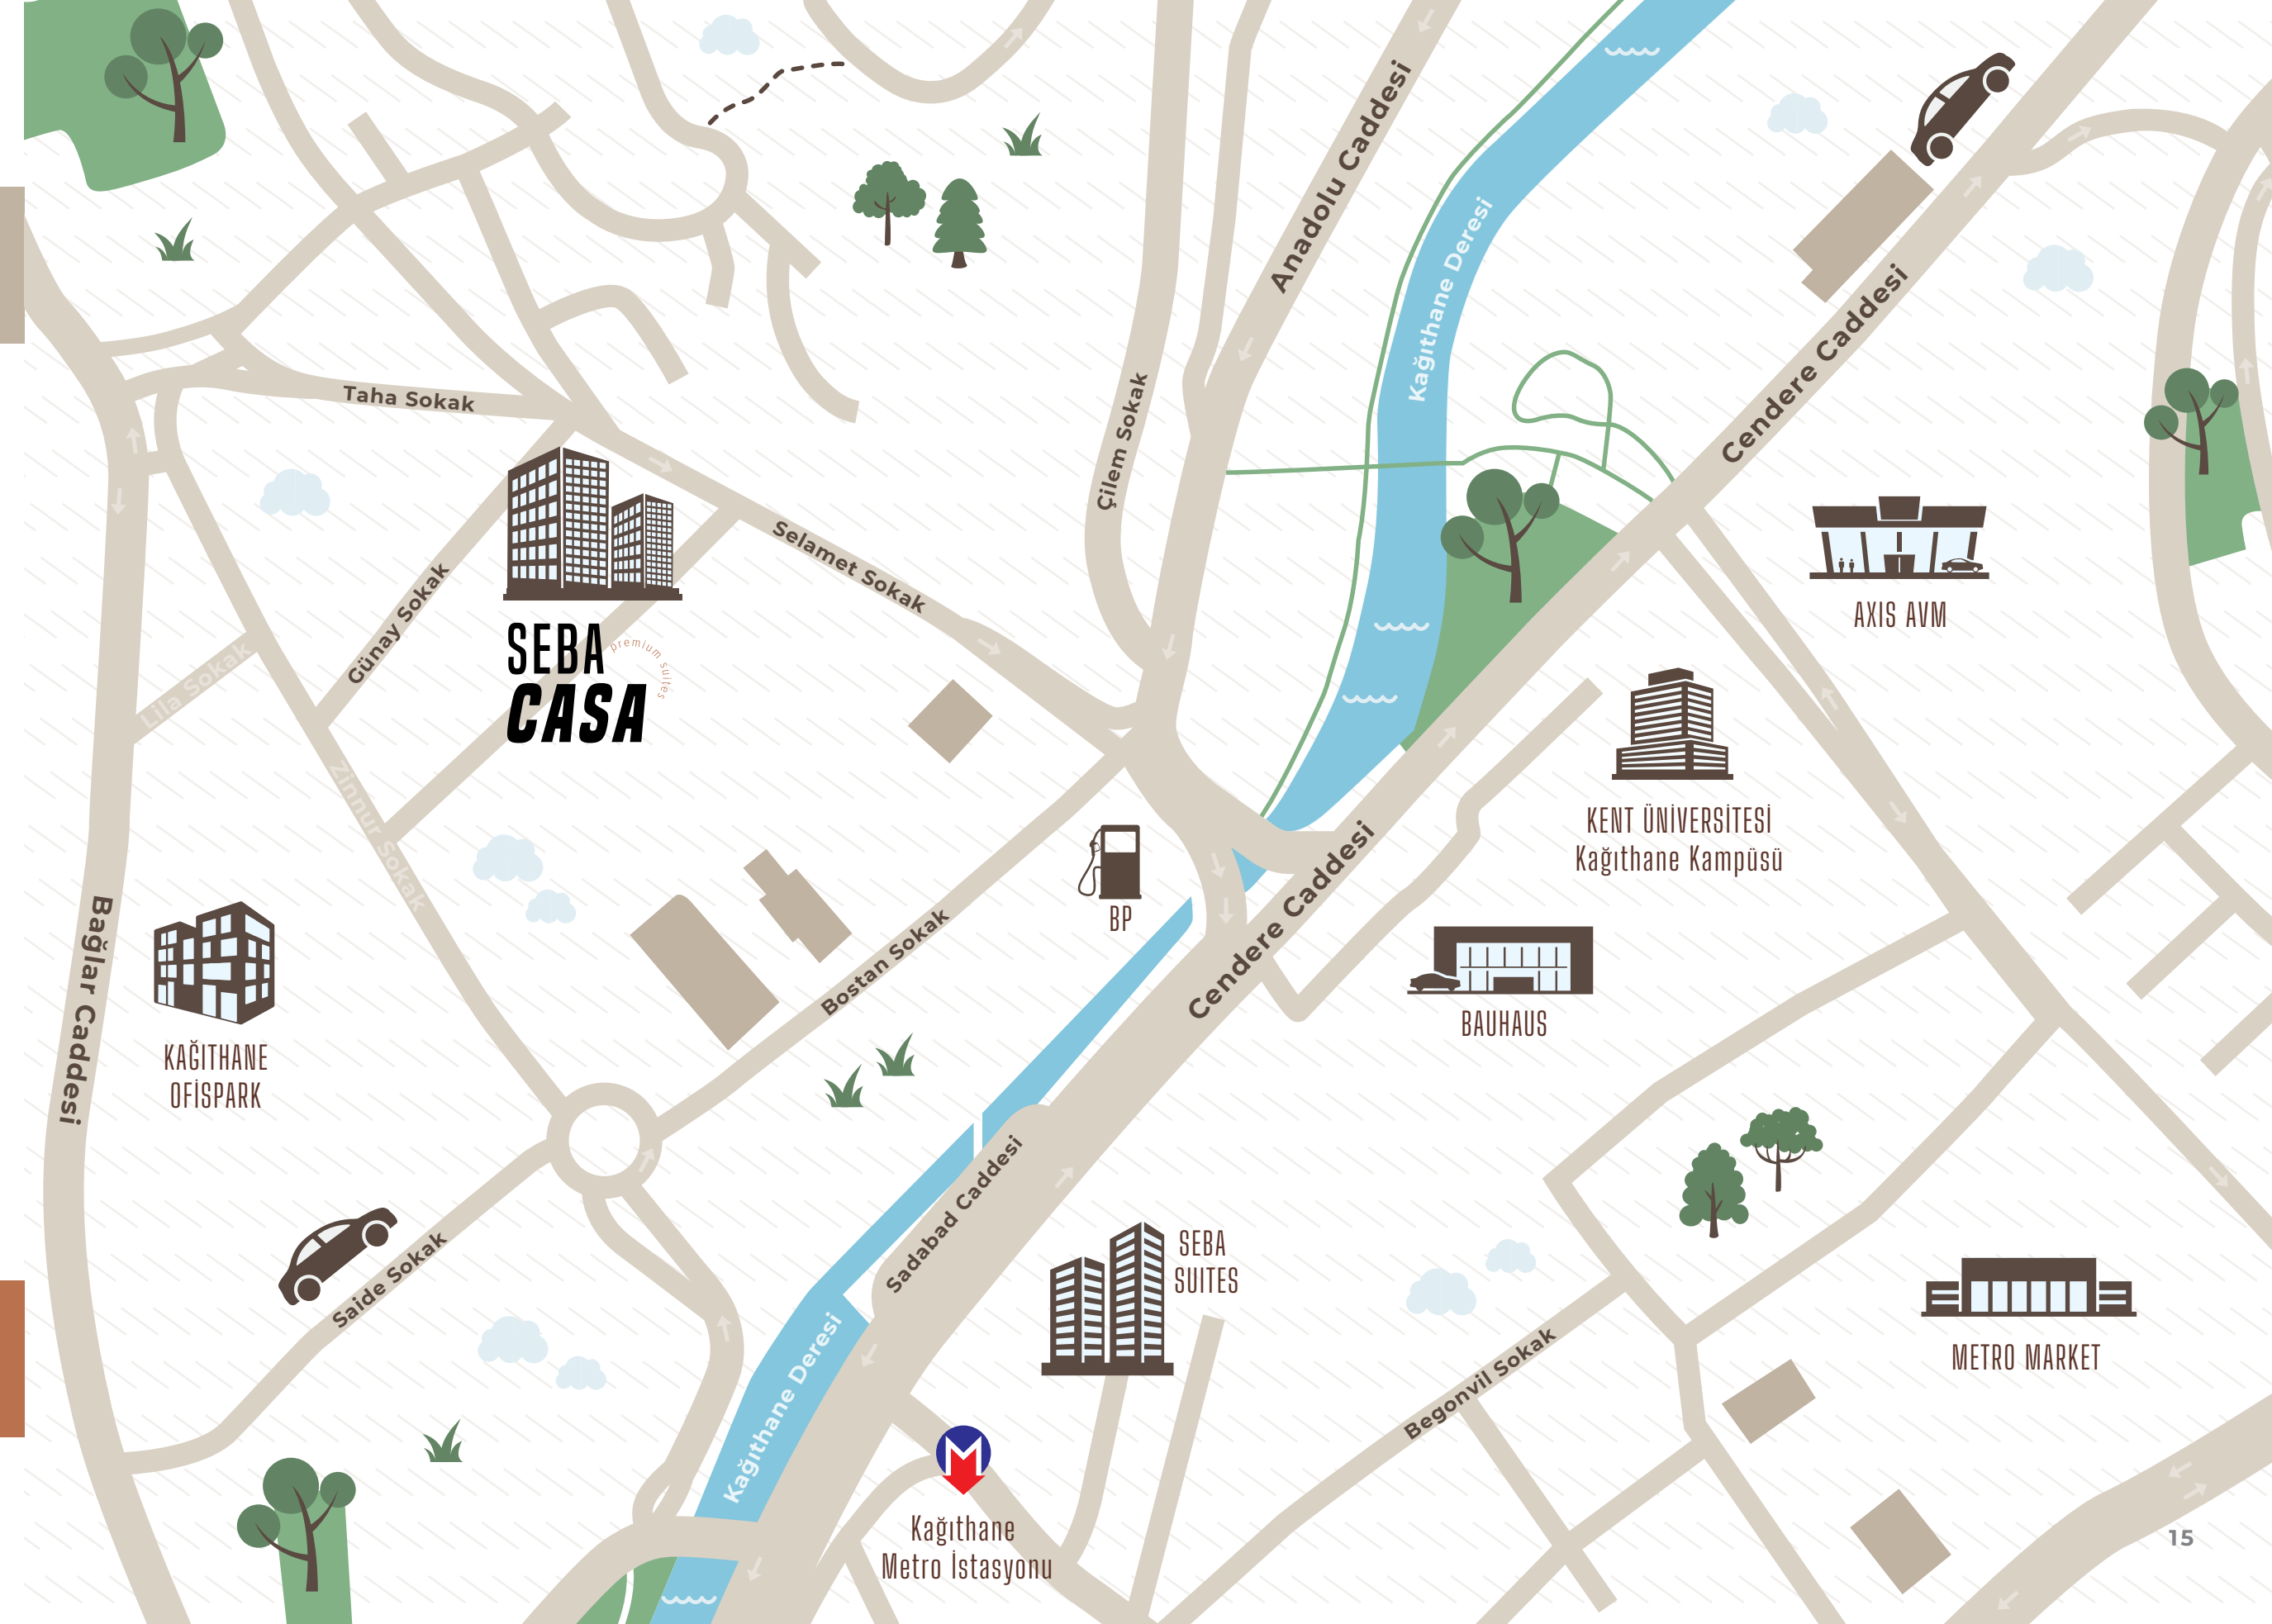 Anadolu Caddesi
Kağıthane Deresi
Cendere Caddesi
Taha Sokak
Çilem Sokak
Selamet Sokak
Günay Sokak
Lila Sokak
SEBA
premium suites
CASA
AXIS AVM
Zinnur Sokak
KENT ÜNİVERSİTESİ
Kağıthane Kampüsü
Bağlar Caddesi
BP
Cendere Caddesi
Bostan Sokak
BAUHAUS
KAĞITHANE
OFİSPARK
Sadabad Caddesi
Saide Sokak
SEBA
SUITES
Kağıthane Deresi
Begonvil Sokak
METRO MARKET
M
Kağıthane
Metro İstasyonu
15